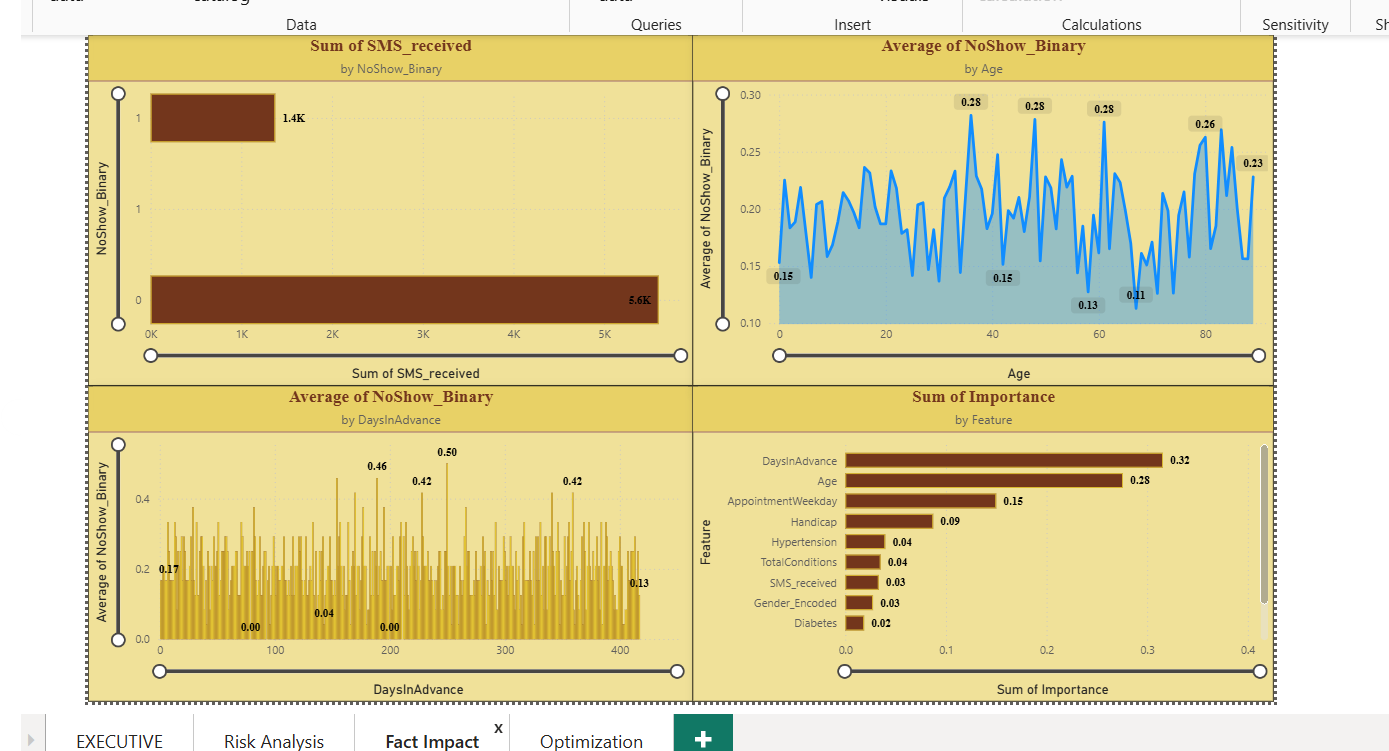 Data
Queries
Insert
Calculations
Sensitivity
Sum of SMS_received
by NoShow_Binary
NoShow_Binary
1
1.4K
1
0
5.6K
0K 1K 2K 3K 4K 5K
Sum of SMS_received
Average of NoShow_Binary
by Age
Average of NoShow_Binary
0.30
0.25
0.20
0.15
0.10
0.28
0.28
0.28
0.26
0.23
0.15
0.15
0.13
0.11
0 20 40 60 80
Age
Average of NoShow_Binary
by DaysInAdvance
Average of NoShow_Binary
0.4
0.2
0.0
0.50
0.46
0.42
0.42
0.17
0.13
0.04
0.00
0.00
0 100 200 300 400
DaysInAdvance
Sum of Importance
by Feature
Feature
DaysInAdvance 0.32
Age 0.28
AppointmentWeekday 0.15
Handicap 0.09
Hypertension 0.04
TotalConditions 0.04
SMS_received 0.03
Gender_Encoded 0.03
Diabetes 0.02
0.0 0.1 0.2 0.3 0.4
Sum of Importance
EXECUTIVE
Risk Analysis
Fact Impact x
Optimization
+